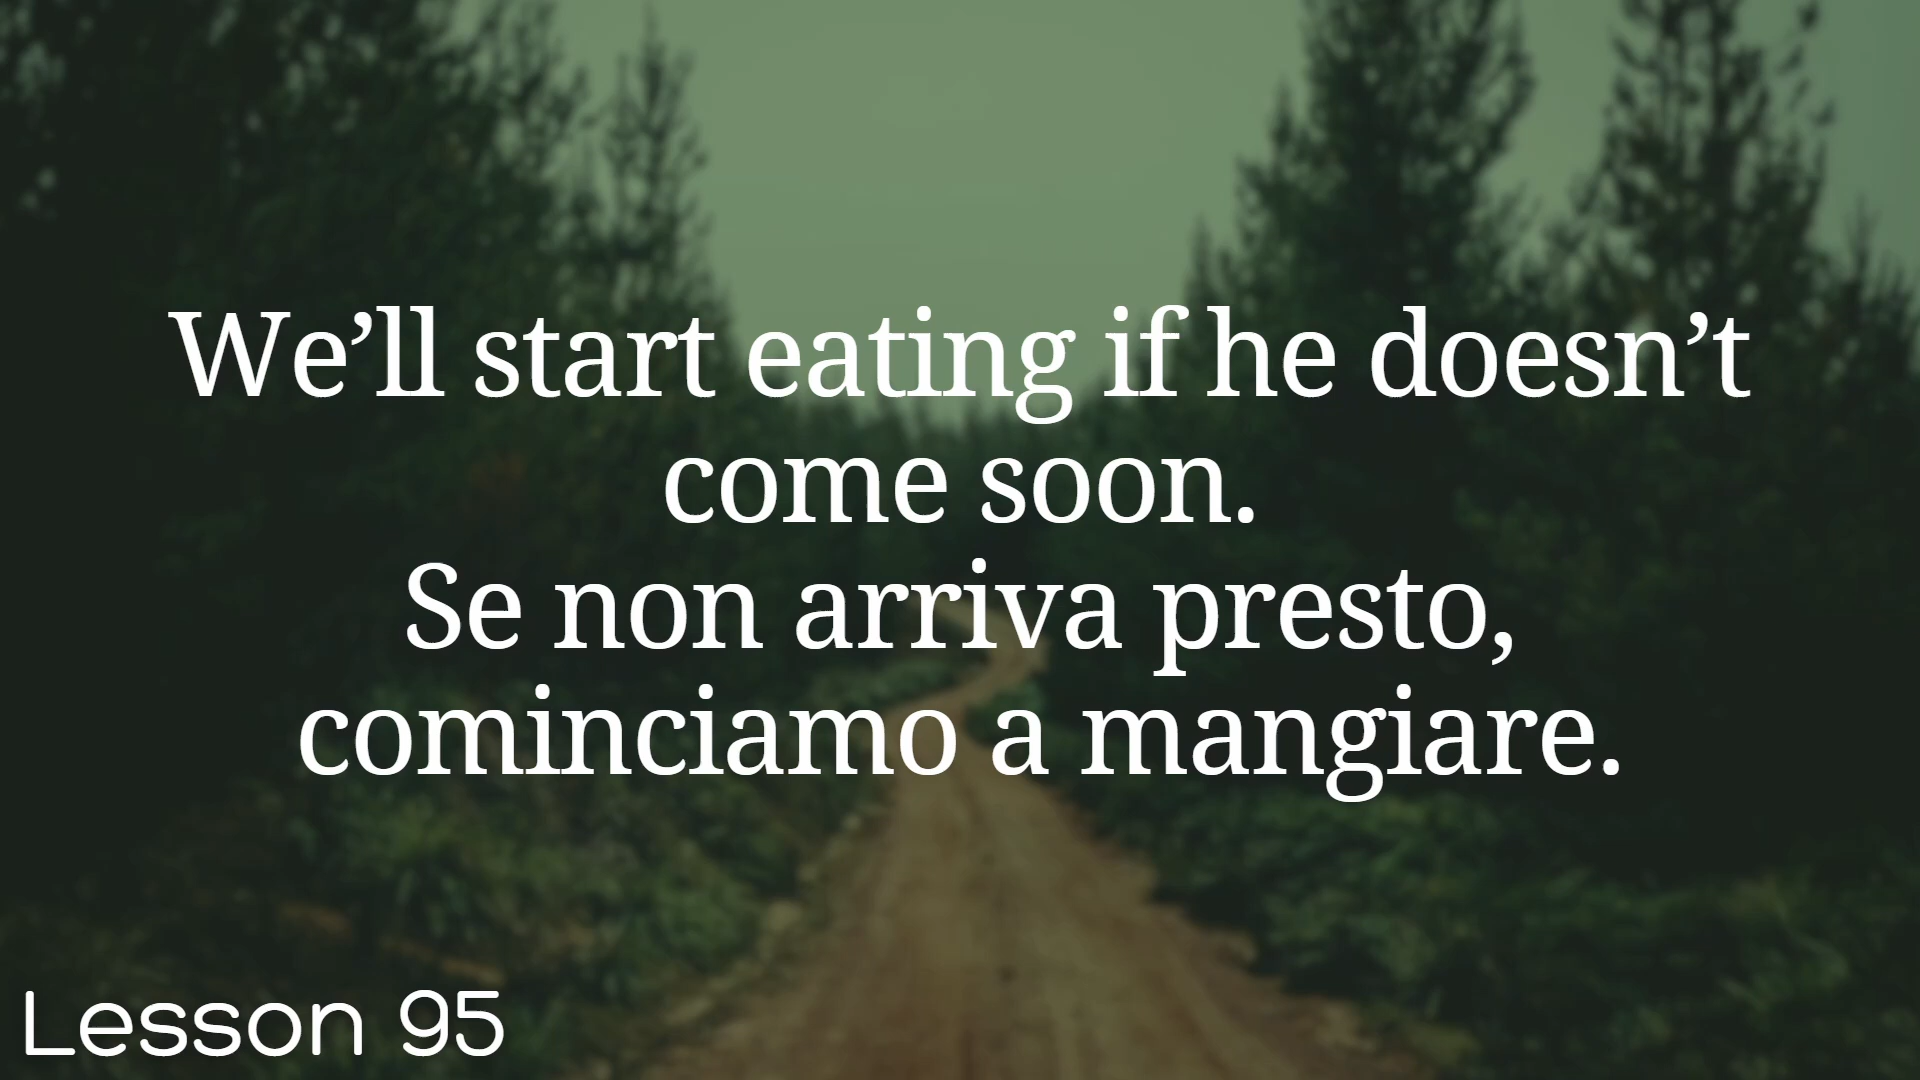 We’ll start eating if he doesn’t
come soon.
Se non arriva presto,
cominciamo a mangiare.
Lesson 95